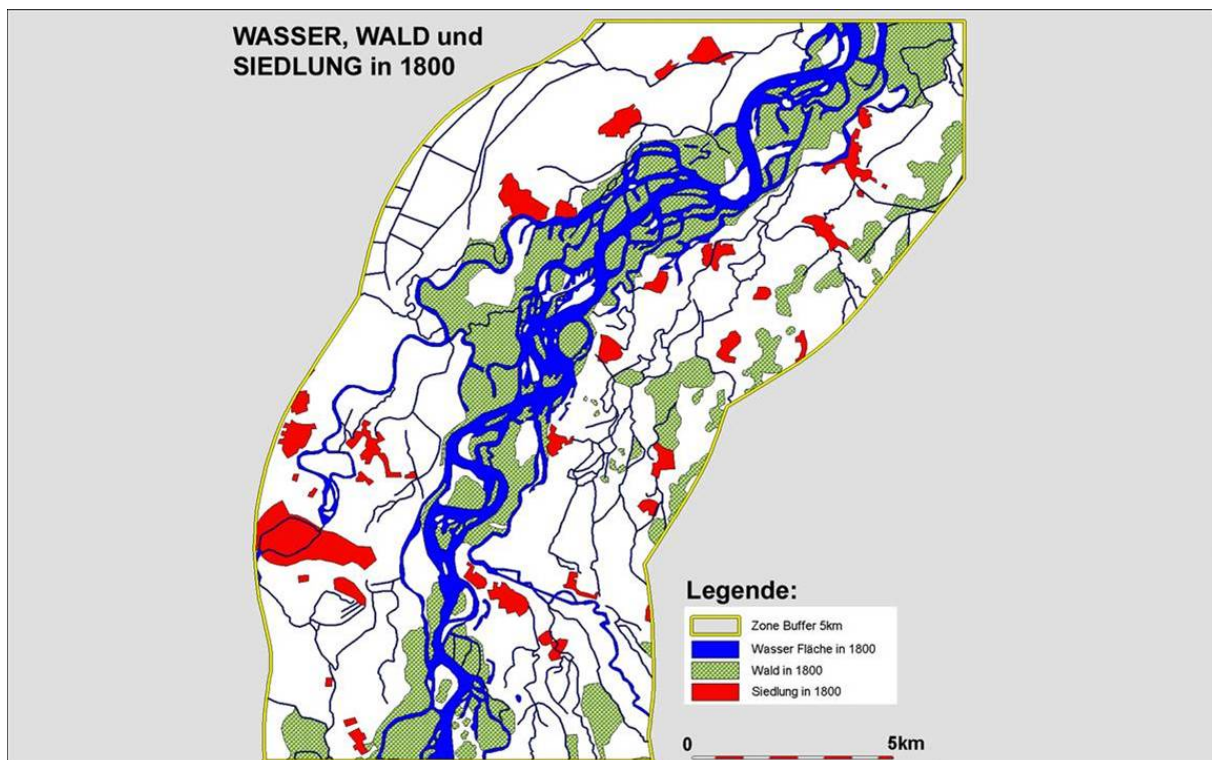 WASSER, WALD und
SIEDLUNG in 1800
Legende:
Zone Buffer 5km
Wasser Fläche in 1800
Wald in 1800
Siedlung in 1800
0 5km